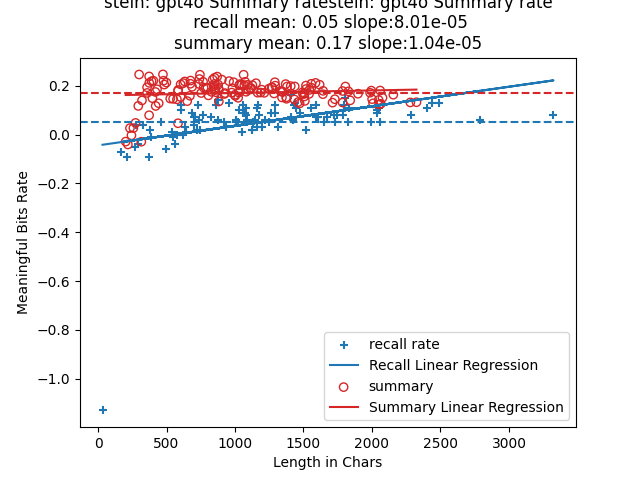 stein: gpt4o Summary ratestein: gpt4o Summary rate
recall mean: 0.05 slope:8.01e-05
summary mean: 0.17 slope:1.04e-05
0.2
0.0
−0.2
−0.4
−0.6
−0.8
−1.0
Meaningful Bits Rate
recall rate
Recall Linear Regression
summary
Summary Linear Regression
0 500 1000 1500 2000 2500 3000
Length in Chars